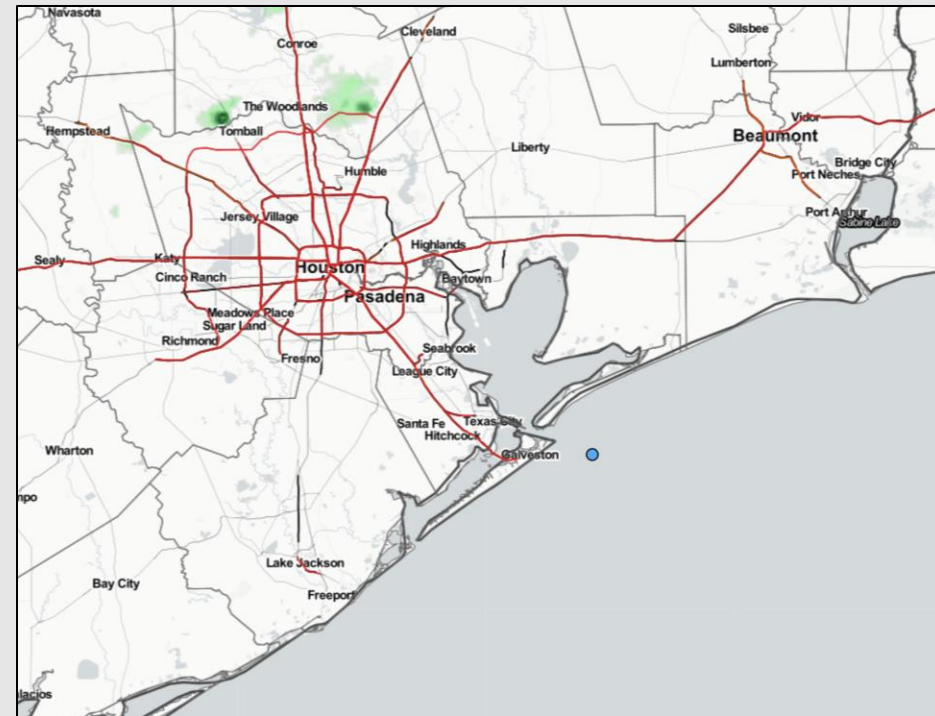 Navasota
Conroe
Cleveland
Silsbee
Lumberton
The Woodlands
Hempstead
Tomball
Vidor
Beaumont
Liberty
Bridge City
Port Neches
Humble
Jersey Village
Port Arthur
Sabine Lake
Highlands
Sealy
Katy
Houston
Cinco Ranch
Baytown
Pasadena
Meadows Place
Sugar Land
Richmond
Seabrook
Fresno
League City
Santa Fe
Texas City
Hitchcock
Wharton
Galveston
mpo
Lake Jackson
Bay City
Freeport
lacios